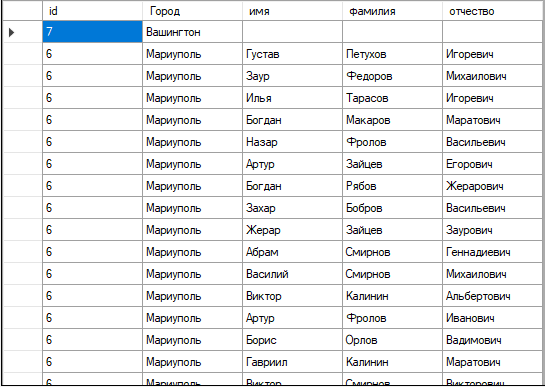 id Город имя фамилия отчество
7 Вашингтон
6 Мариуполь Густав Петухов Игоревич
6 Мариуполь Заур Федоров Михаилович
6 Мариуполь Илья Тарасов Игоревич
6 Мариуполь Богдан Макаров Маратович
6 Мариуполь Назар Фролов Васильевич
6 Мариуполь Артур Зайцев Егорович
6 Мариуполь Богдан Рябов Жерарович
6 Мариуполь Захар Бобров Васильевич
6 Мариуполь Жерар Зайцев Заурович
6 Мариуполь Абрам Смирнов Геннадиевич
6 Мариуполь Василий Смирнов Михаилович
6 Мариуполь Виктор Калинин Альбертович
6 Мариуполь Артур Фролов Иванович
6 Мариуполь Борис Орлов Вадимович
6 Мариуполь Гавриил Калинин Маратович
6 Мариуполь Виктор Смирнов Викторович